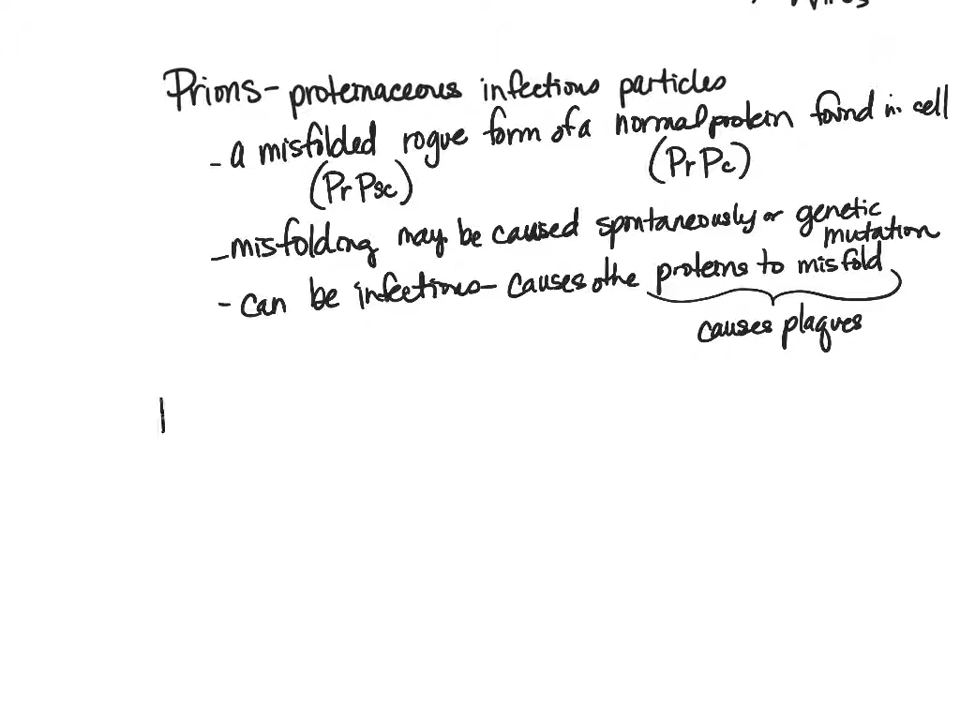 Prions- proteinaceous infectious particles
- a misfolded rogue form of a normal protein found in cell
(PrPsc) (PrPc)
- misfolding may be caused spontaneously or genetic
mutation
- can be infectious- causes othe proteins to misfold
causes plaques